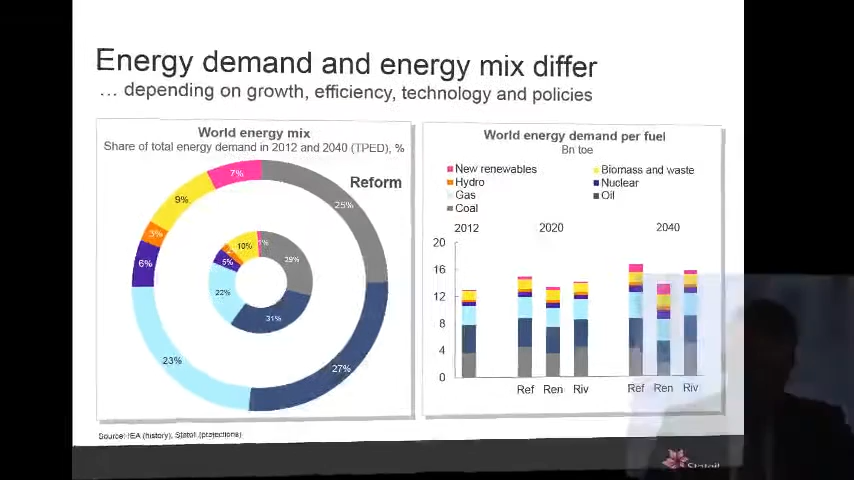 Energy demand and energy mix differ
... depending on growth, efficiency, technology and policies
World energy mix
Share of total energy demand in 2012 and 2040 (TPED), %
Reform
7%
25%
9%
3%
6%
23%
27%
1%
10%
29%
5%
22%
31%
World energy demand per fuel
Bn toe
New renewables
Biomass and waste
Hydro
Nuclear
Gas
Oil
Coal
2012 2020 2040
20
16
12
8
4
0
Ref Ren Riv Ref Ren Riv
Source: IEA (history), Statoil (projections)
Statoil